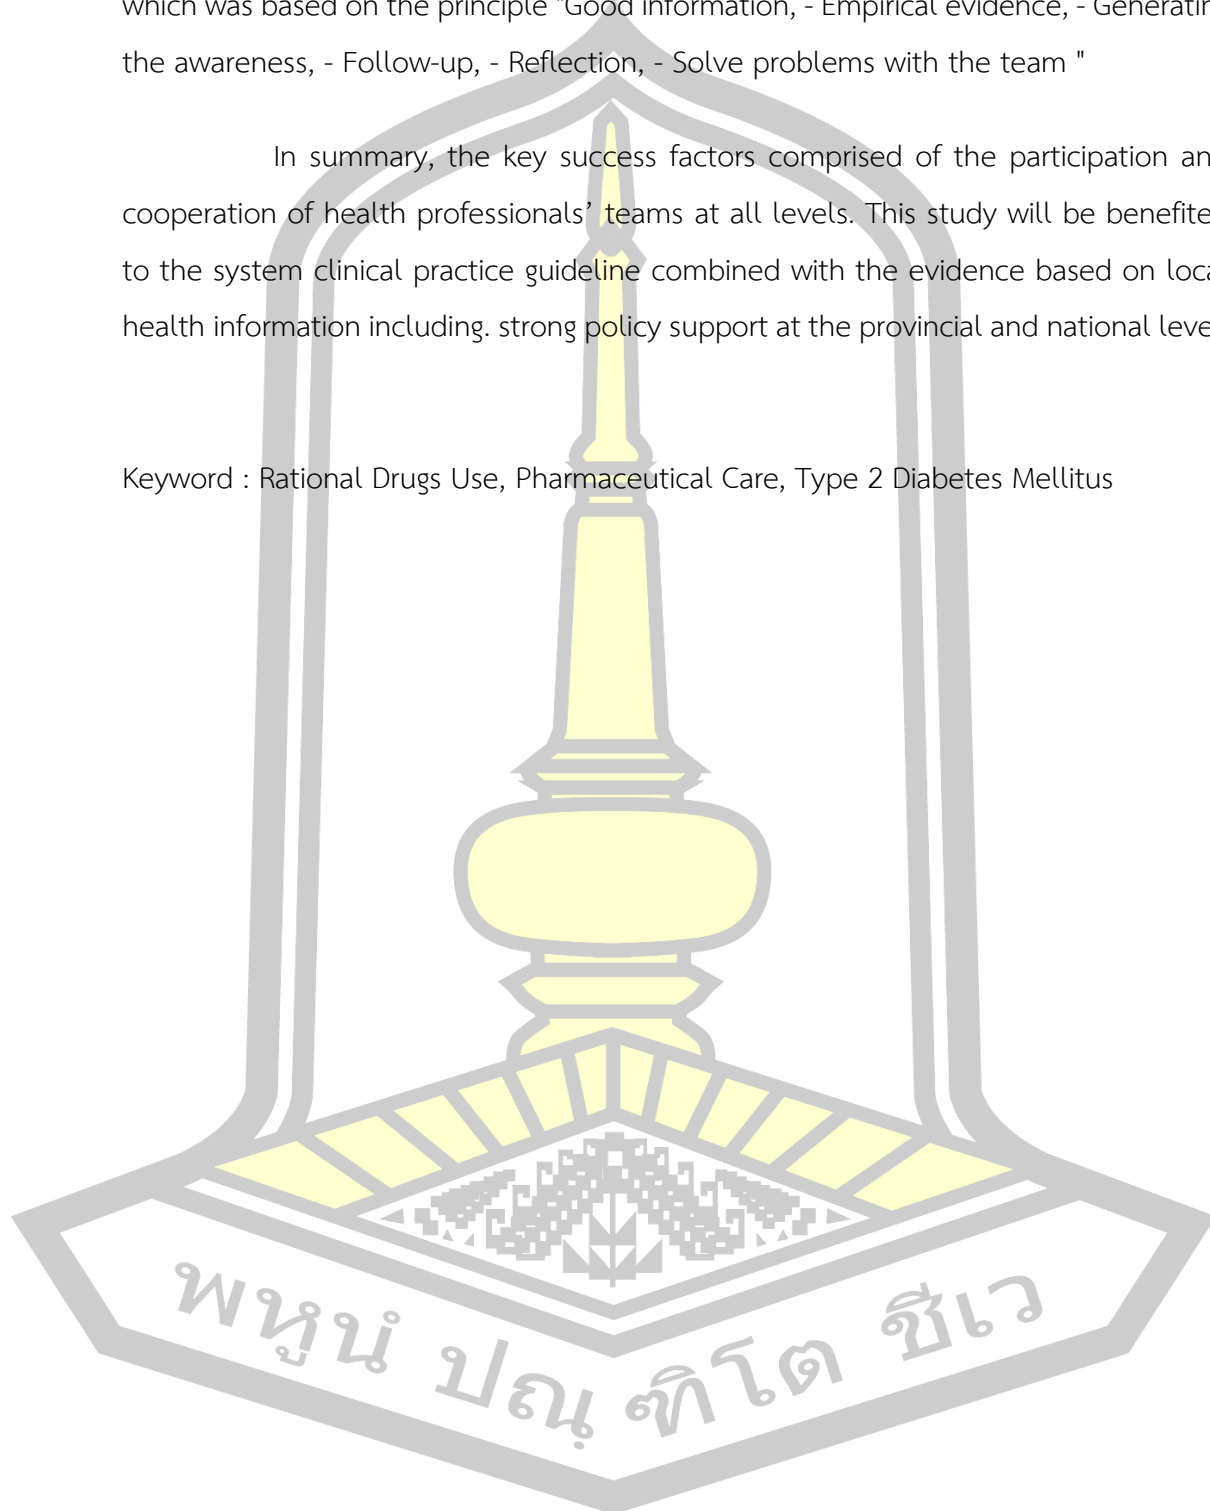 which was based on the principle "Good information, - Empirical evidence, - Generatin
the awareness, - Follow-up, - Reflection, - Solve problems with the team "
In summary, the key success factors comprised of the participation an
cooperation of health professionals’ teams at all levels. This study will be benefite
to the system clinical practice guideline combined with the evidence based on loca
health information including. strong policy support at the provincial and national leve
Keyword : Rational Drugs Use, Pharmaceutical Care, Type 2 Diabetes Mellitus
พหูนํ ปณฺฑิโต ชีเว